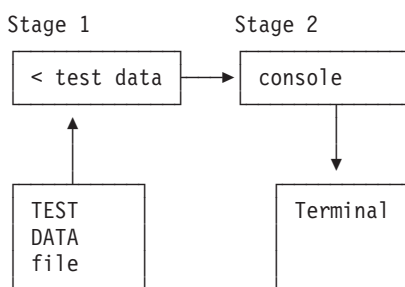 Stage 1 Stage 2
< test data console
TEST Terminal
DATA
file